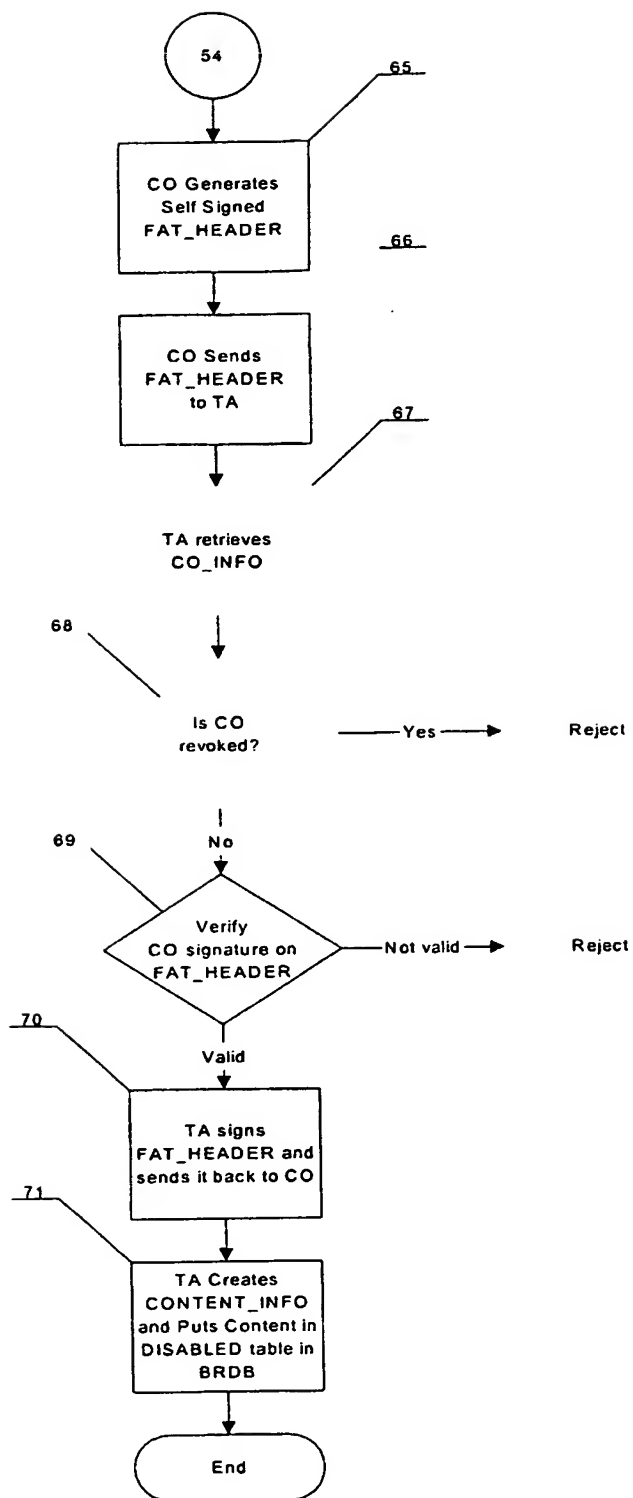 54
65
CO Generates
Self Signed
FAT_HEADER
66
CO Sends
FAT_HEADER
to TA
67
TA retrieves
CO_INFO
68
Is CO
revoked?
Yes
Reject
No
69
Verify
CO signature on
FAT_HEADER
Not valid
Reject
70
Valid
TA signs
FAT_HEADER and
sends it back to CO
71
TA Creates
CONTENT_INFO
and Puts Content in
DISABLED table in
BRDB
End